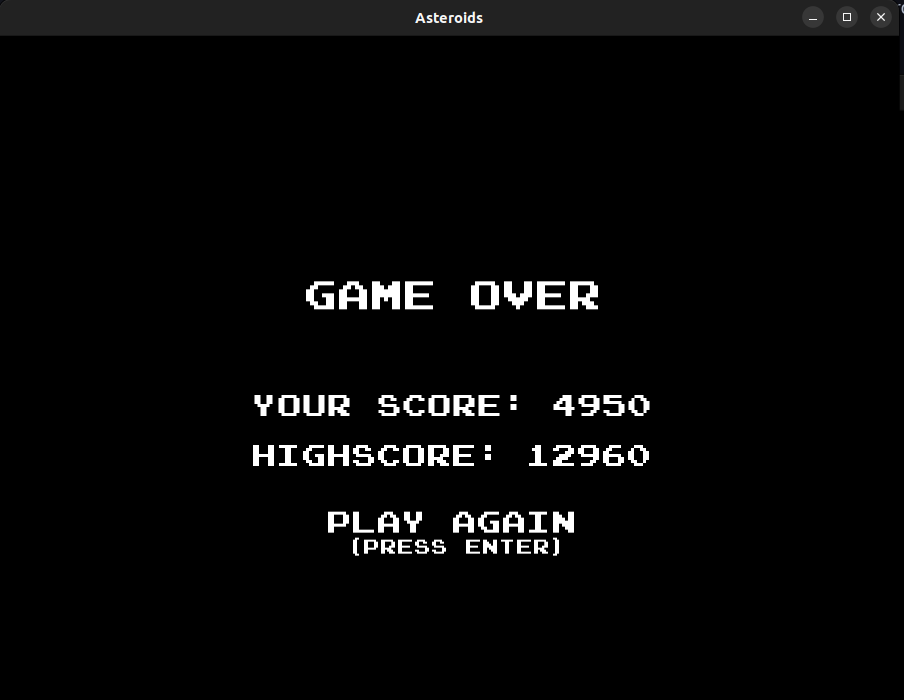 Asteroids
GAME OVER
YOUR SCORE: 4950
HIGHSCORE: 12960
PLAY AGAIN
(PRESS ENTER)